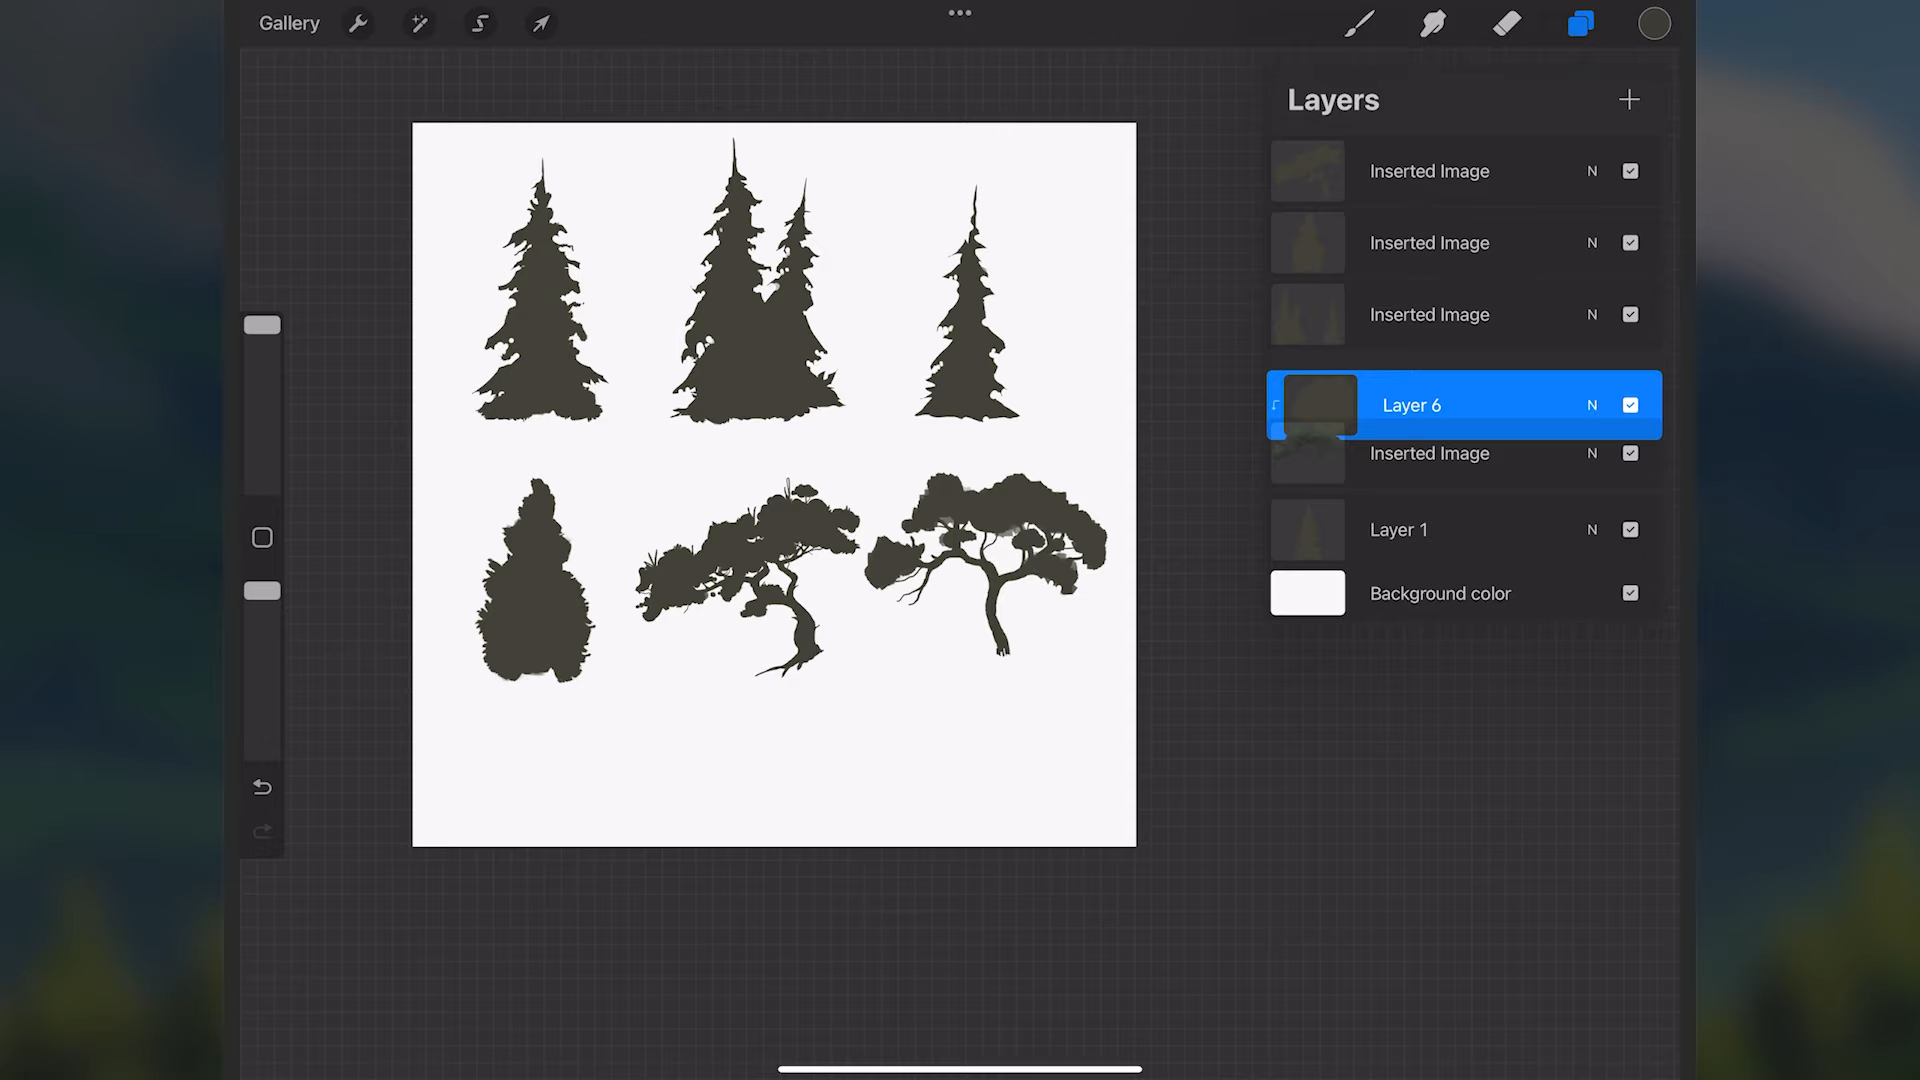 Gallery
Layers
Inserted Image N
Inserted Image N
Inserted Image N
Layer 6 N
Inserted Image N
Layer 1 N
Background color